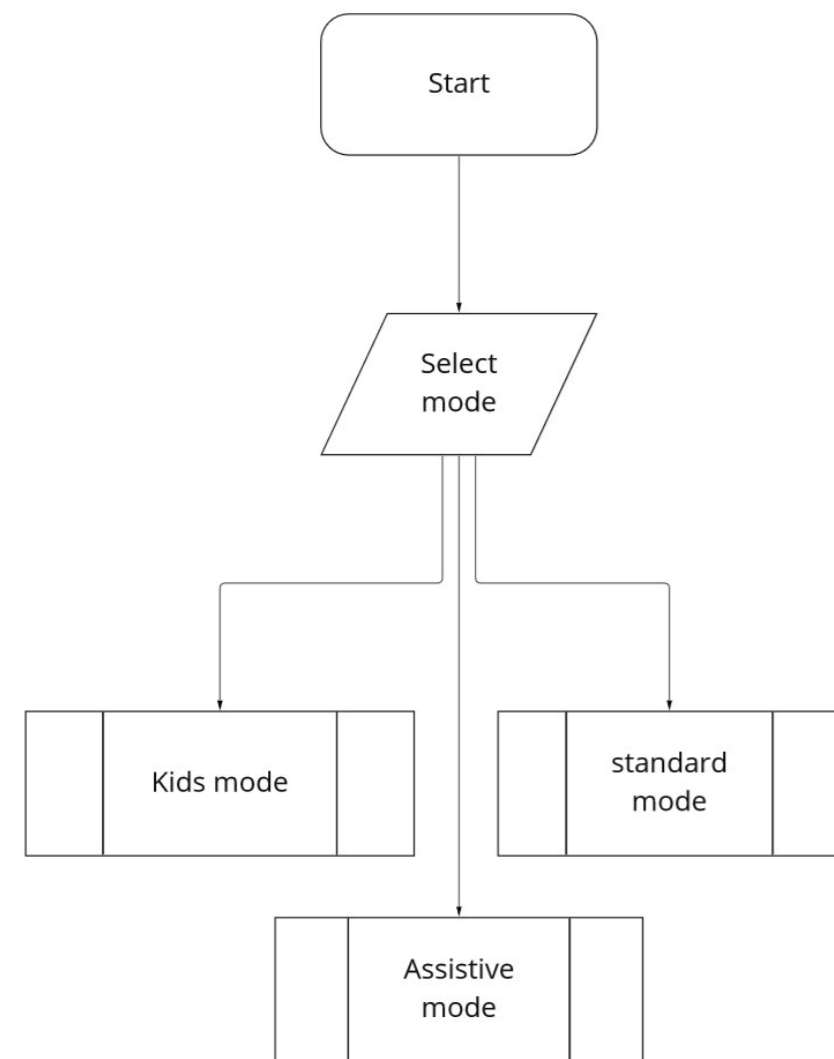 Start
Select
mode
Kids mode
standard
mode
Assistive
mode